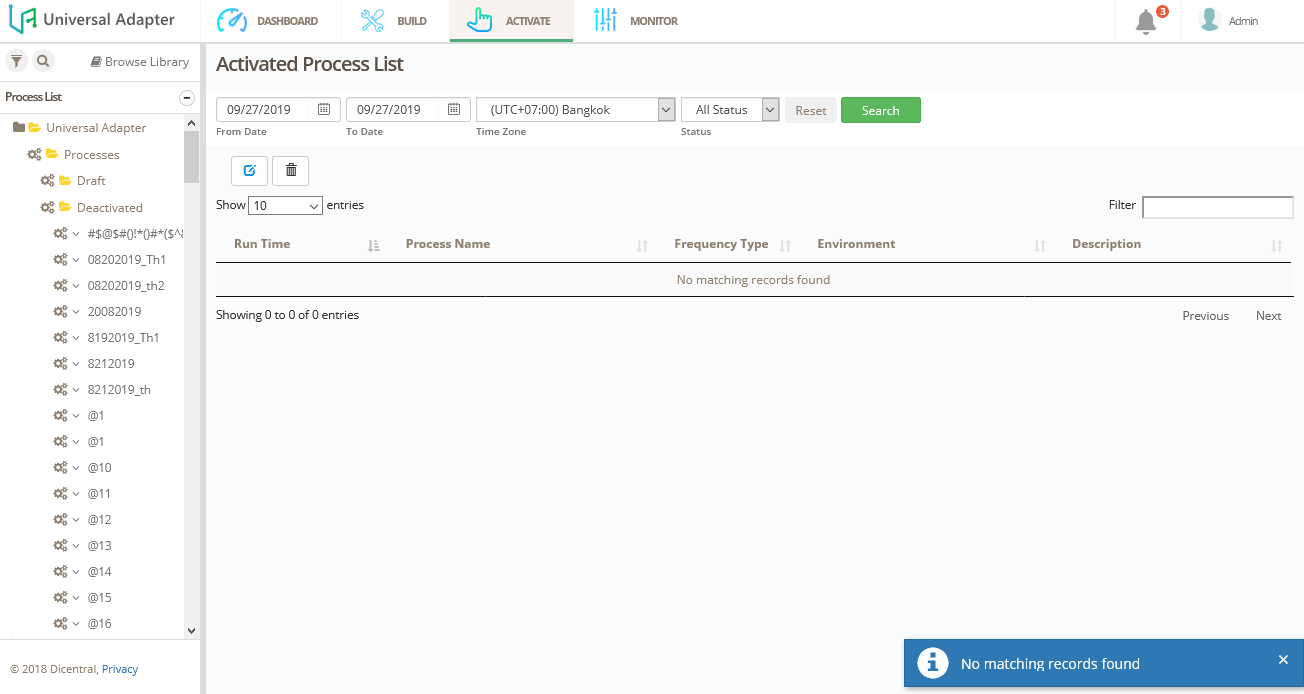 Universal Adapter
DASHBOARD
BUILD
ACTIVATE
MONITOR
3
Admin
Browse Library
Process List
Universal Adapter
Processes
Draft
Deactivated
#$@$#()!*()#*($^&
08202019_Th1
08202019_th2
20082019
8192019_Th1
8212019
8212019_th
@1
@1
@10
@11
@12
@13
@14
@15
@16
© 2018 Dicentral, Privacy
Activated Process List
09/27/2019 09/27/2019 (UTC+07:00) Bangkok All Status Reset Search
From Date To Date Time Zone Status
Show 10 entries Filter
Run Time Process Name Frequency Type Environment Description
No matching records found
Showing 0 to 0 of 0 entries Previous Next
No matching records found